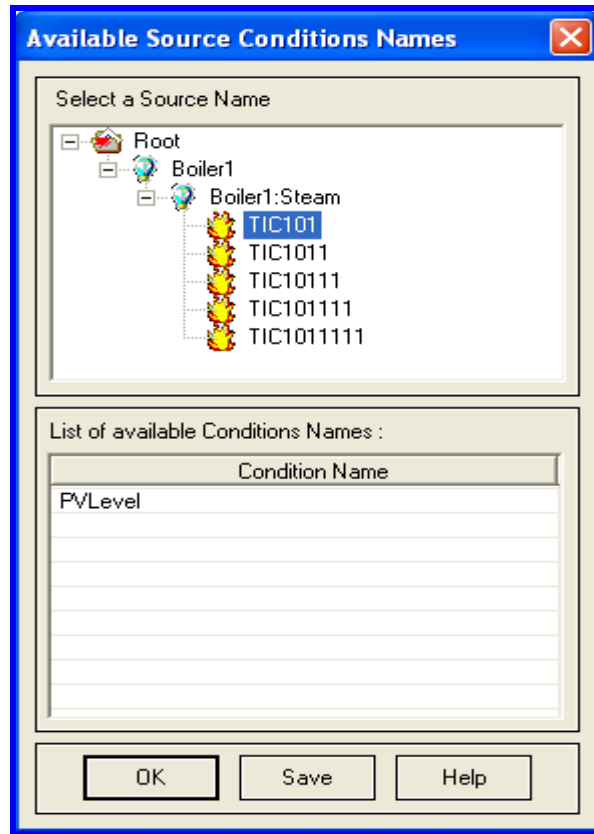 Available Source Conditions Names
Select a Source Name
Root
Boiler1
Boiler1:Steam
TIC101
TIC1011
TIC10111
TIC101111
TIC1011111
List of available Conditions Names :
Condition Name
PVLevel
OK Save Help